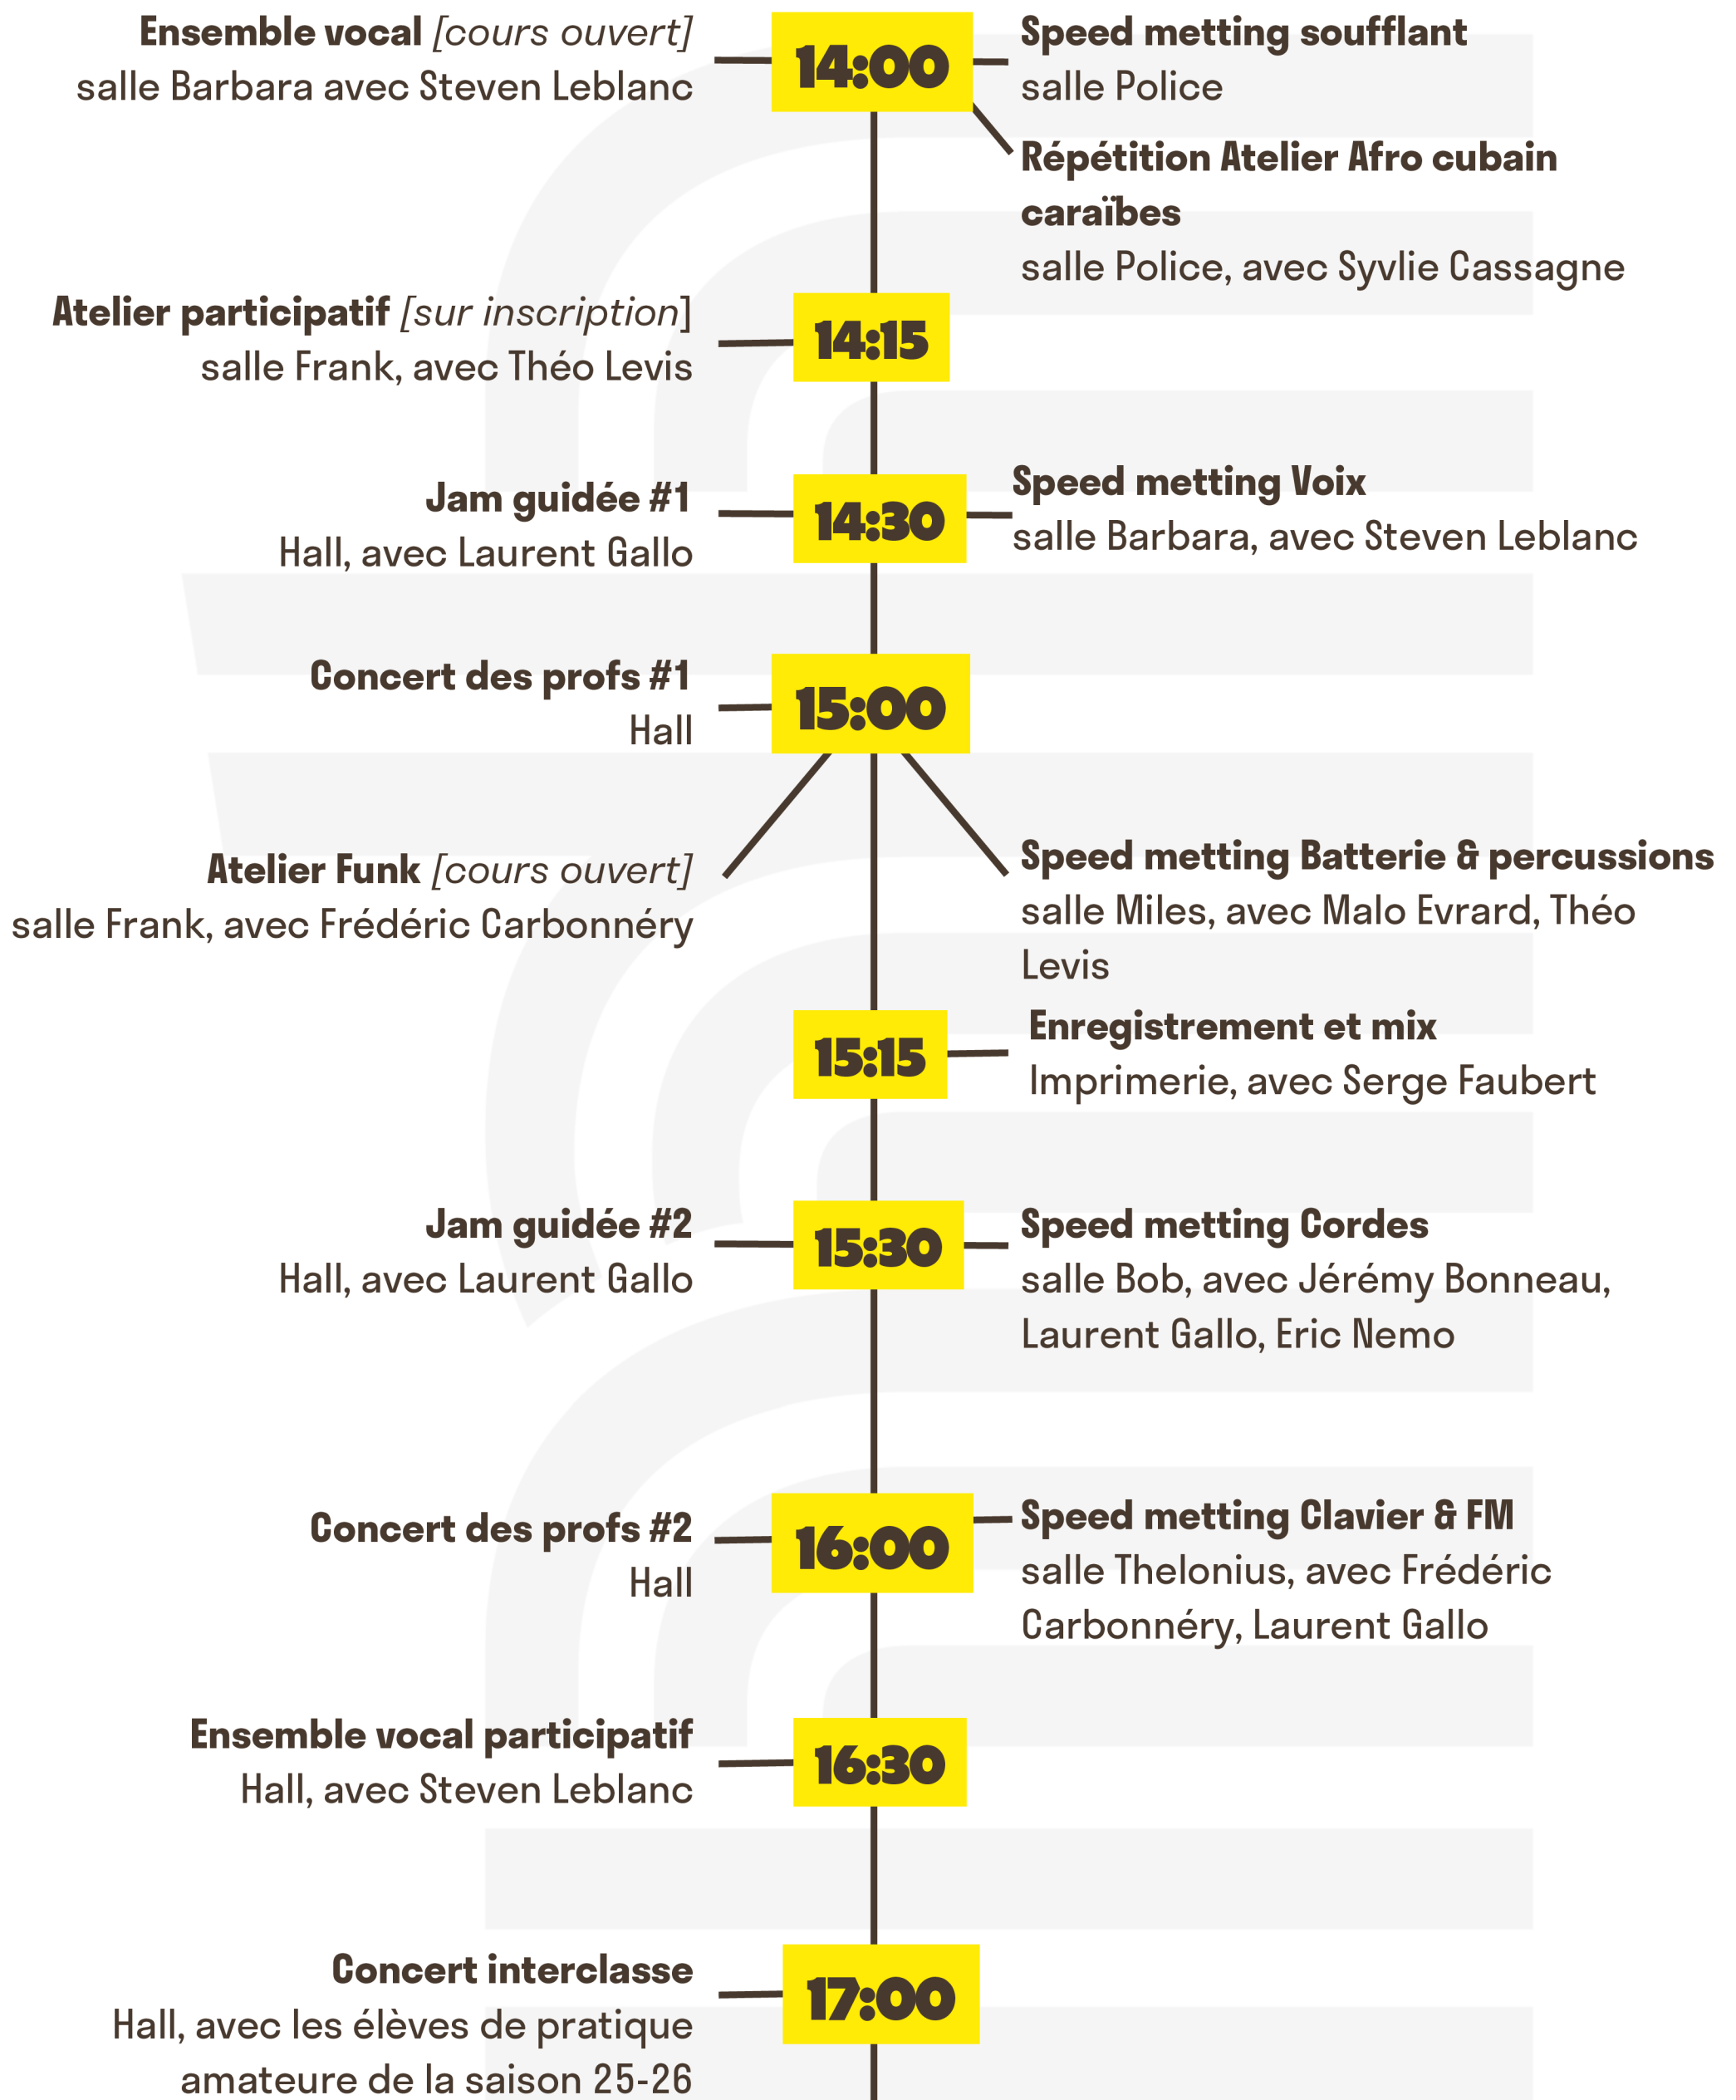 Ensemble vocal [cours ouvert]
salle Barbara avec Steven Leblanc
14:00
Speed metting soufflant
salle Police
Répétition Atelier Afro cubain
caraïbes
salle Police, avec Syvlie Cassagne
Atelier participatif [sur inscription]
salle Frank, avec Théo Levis
14:15
Jam guidée #1
Hall, avec Laurent Gallo
14:30
Speed metting Voix
salle Barbara, avec Steven Leblanc
Concert des profs #1
Hall
15:00
Atelier Funk [cours ouvert]
salle Frank, avec Frédéric Carbonnéry
Speed metting Batterie & percussions
salle Miles, avec Malo Evrard, Théo
Levis
15:15
Enregistrement et mix
Imprimerie, avec Serge Faubert
Jam guidée #2
Hall, avec Laurent Gallo
15:30
Speed metting Cordes
salle Bob, avec Jérémy Bonneau,
Laurent Gallo, Eric Nemo
Concert des profs #2
Hall
16:00
Speed metting Clavier & FM
salle Thelonius, avec Frédéric
Carbonnéry, Laurent Gallo
Ensemble vocal participatif
Hall, avec Steven Leblanc
16:30
Concert interclasse
Hall, avec les élèves de pratique
amateure de la saison 25-26
17:00